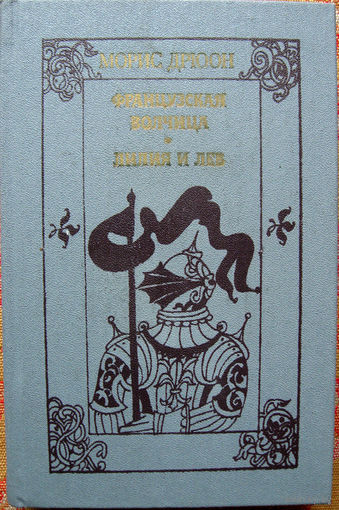 МОРИС ДРЮОН
ФРАНЦУЗСКАЯ
ВОЛЧИЦА
•
ЛИЛИЯ И ЛЕВ